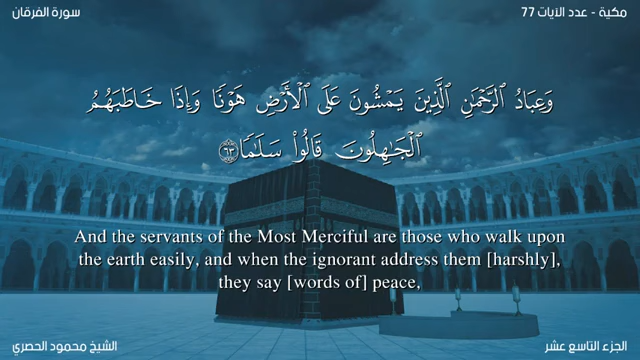 سورة الفرقان
مكية - عدد الآيات 77
وَعِبَادُ ٱلرَّحْمَٰنِ ٱلَّذِينَ يَمْشُونَ عَلَى ٱلْأَرْضِ هَوْنًا وَإِذَا خَاطَبَهُمُ
ٱلْجَٰهِلُونَ قَالُوا۟ سَلَٰمًا ٦٣
And the servants of the Most Merciful are those who walk upon
the earth easily, and when the ignorant address them [harshly],
they say [words of] peace,
الشيخ محمود الحصري
الجزء التاسع عشر